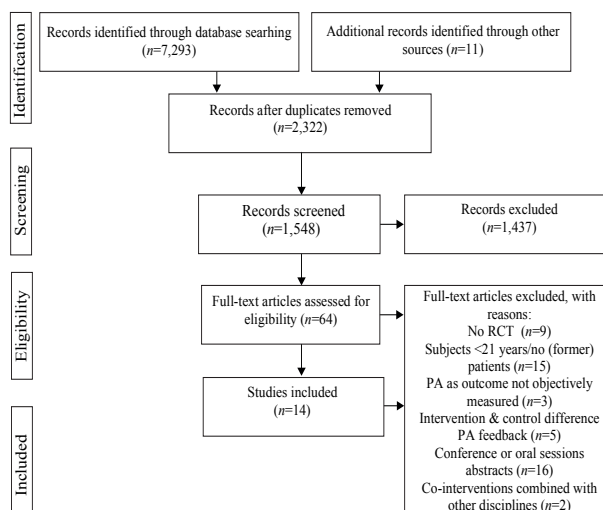 Identification
Records identified through database searhing
(n=7,293)
Additional records identified through other
sources (n=11)
Records after duplicates removed
(n=2,322)
Screening
Records screened
(n=1,548)
Records excluded
(n=1,437)
Eligibility
Full-text articles assessed for
eligibility (n=64)
Full-text articles excluded, with
reasons:
No RCT (n=9)
Subjects <21 years/no (former)
patients (n=15)
PA as outcome not objectively
measured (n=3)
Intervention & control difference
PA feedback (n=5)
Conference or oral sessions
abstracts (n=16)
Co-interventions combined with
other disciplines (n=2)
Included
Studies included
(n=14)